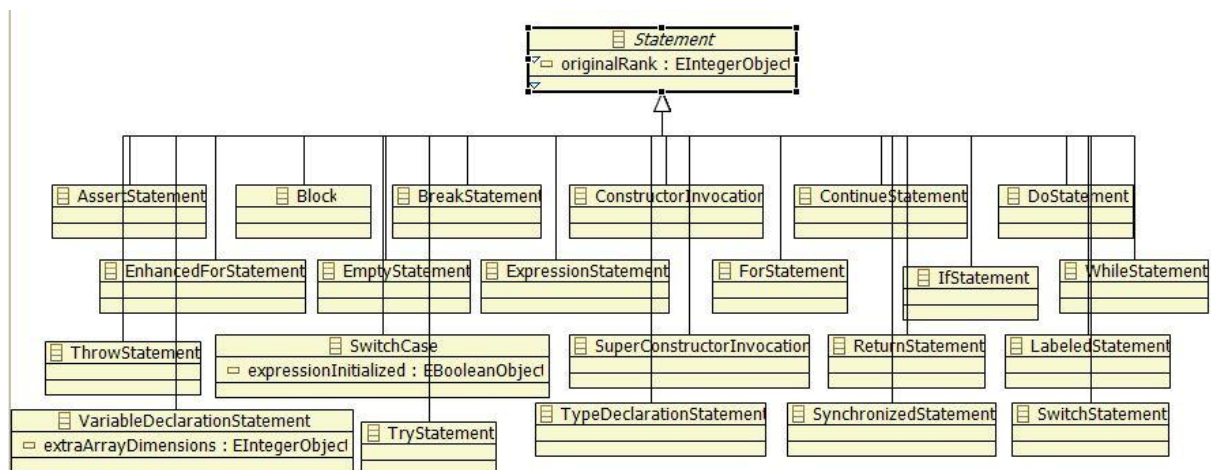 Statement
originalRank : EIntegerObject
AssertStatement
Block
BreakStatement
ConstructorInvocation
ContinueStatement
DoStatement
EnhancedForStatement
EmptyStatement
ExpressionStatement
ForStatement
IfStatement
WhileStatement
ThrowStatement
SwitchCase
expressionInitialized : EBooleanObject
SuperConstructorInvocation
ReturnStatement
LabeledStatement
VariableDeclarationStatement
extraArrayDimensions : EIntegerObject
TryStatement
TypeDeclarationStatement
SynchronizedStatement
SwitchStatement